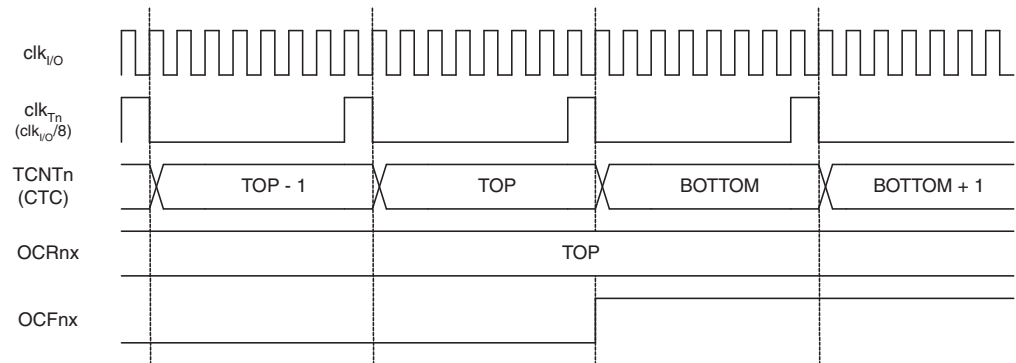 clkI/O
clkTn
(clkI/O/8)
TCNTn
(CTC)
TOP - 1
TOP
BOTTOM
BOTTOM + 1
OCRnx
TOP
OCFnx